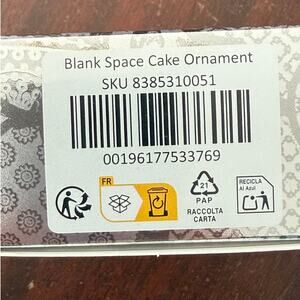 Blank Space Cake Ornament
SKU 8385310051
00196177533769
FR
21
PAP
RACCOLTA
CARTA
RECICLA
Al Azul